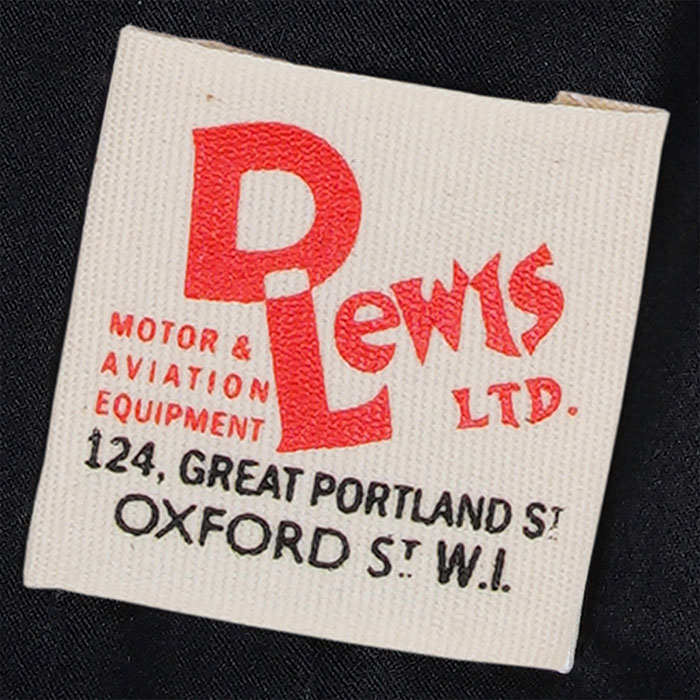 D Lewis
LTD.
MOTOR &
AVIATION
EQUIPMENT
124, GREAT PORTLAND ST
OXFORD ST W.I.